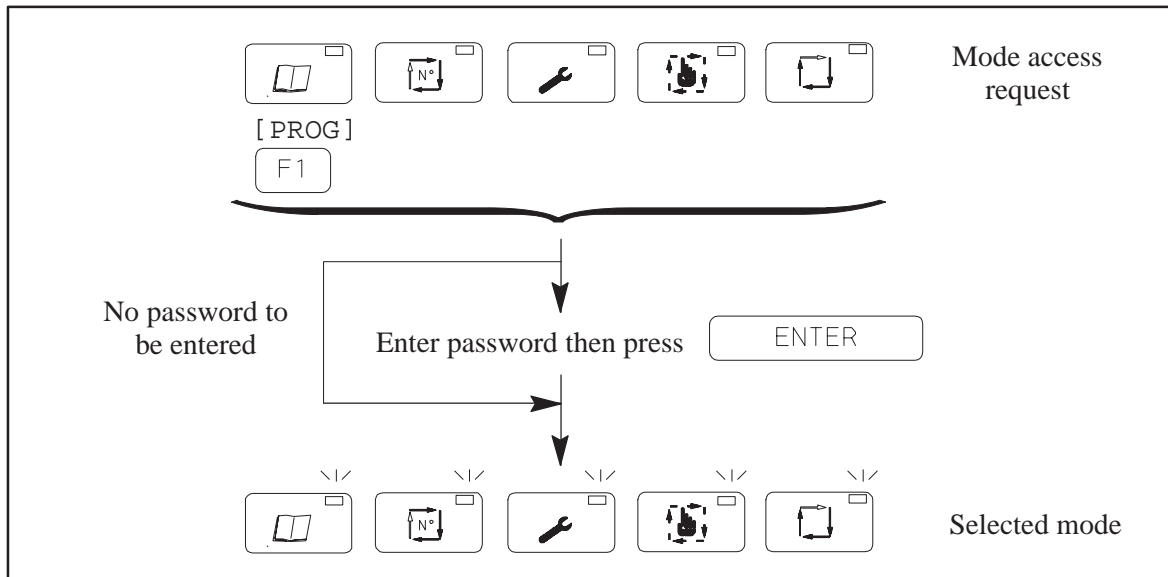 N°
Mode access
request
[PROG]
F1
No password to
be entered
Enter password then press
ENTER
N°
Selected mode